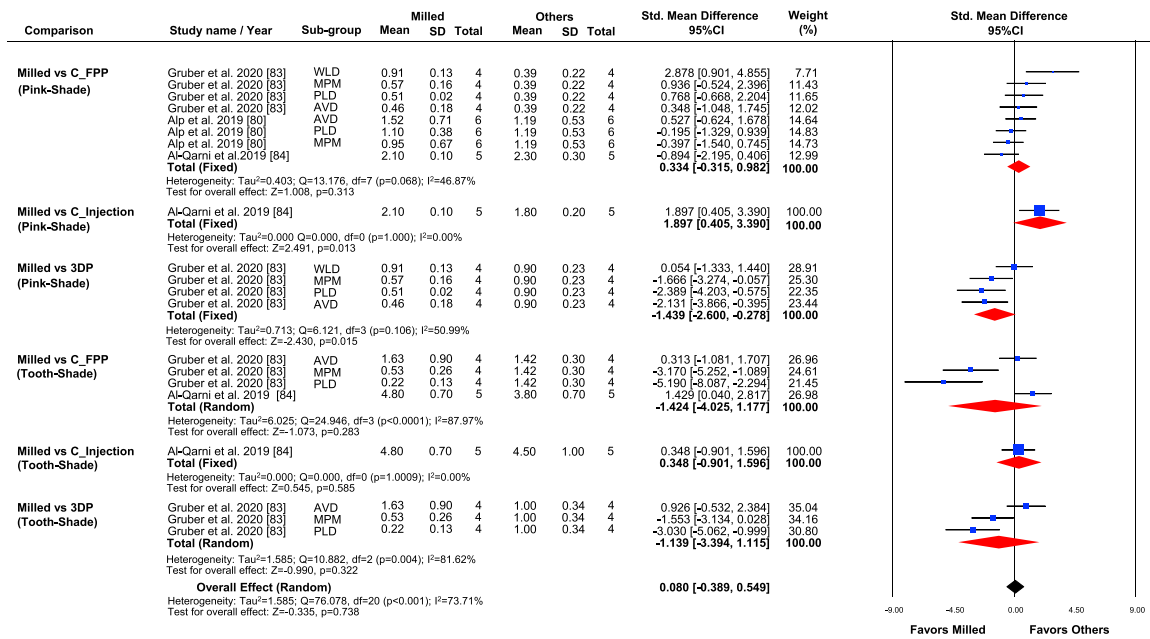 Milled Others Std. Mean Difference Weight Std. Mean Difference
Comparison Study name / Year Sub-group Mean SD Total Mean SD Total 95%CI (%) 95%CI
Milled vs C_FPP Gruber et al. 2020 [83] WLD 0.91 0.13 4 0.39 0.22 4 2.878 [0.901, 4.855] 7.71
(Pink-Shade) Gruber et al. 2020 [83] MPM 0.57 0.16 4 0.39 0.22 4 0.936 [-0.524, 2.396] 11.43
Gruber et al. 2020 [83] PLD 0.51 0.02 4 0.39 0.22 4 0.768 [-0.668, 2.204] 11.65
Gruber et al. 2020 [83] AVD 0.46 0.18 4 0.39 0.22 4 0.348 [-1.048, 1.745] 12.02
Alp et al. 2019 [80] AVD 1.52 0.71 6 1.19 0.53 6 0.527 [-0.624, 1.678] 14.64
Alp et al. 2019 [80] PLD 1.10 0.38 6 1.19 0.53 6 -0.195 [-1.329, 0.939] 14.83
Alp et al. 2019 [80] MPM 0.95 0.67 6 1.19 0.53 6 -0.397 [-1.540, 0.745] 14.73
Al-Qarni et al.2019 [84] 2.10 0.10 5 2.30 0.30 5 -0.894 [-2.195, 0.406] 12.99
Total (Fixed) 0.334 [-0.315, 0.982] 100.00
Heterogeneity: Tau²=0.403; Q=13.176, df=7 (p=0.068); I²=46.87%
Test for overall effect: Z=1.008, p=0.313
Milled vs C_Injection Al-Qarni et al. 2019 [84] 2.10 0.10 5 1.80 0.20 5 1.897 [0.405, 3.390] 100.00
(Pink-Shade) Total (Fixed) 1.897 [0.405, 3.390] 100.00
Heterogeneity: Tau²=0.000 Q=0.000, df=0 (p=1.000); I²=0.00%
Test for overall effect: Z=2.491, p=0.013
Milled vs 3DP Gruber et al. 2020 [83] WLD 0.91 0.13 4 0.90 0.23 4 0.054 [-1.333, 1.440] 28.91
(Pink-Shade) Gruber et al. 2020 [83] MPM 0.57 0.16 4 0.90 0.23 4 -1.666 [-3.274, -0.057] 25.30
Gruber et al. 2020 [83] PLD 0.51 0.02 4 0.90 0.23 4 -2.389 [-4.203, -0.575] 22.35
Gruber et al. 2020 [83] AVD 0.46 0.18 4 0.90 0.23 4 -2.131 [-3.866, -0.395] 23.44
Total (Fixed) -1.439 [-2.600, -0.278] 100.00
Heterogeneity: Tau²=0.713; Q=6.121, df=3 (p=0.106); I²=50.99%
Test for overall effect: Z=-2.430, p=0.015
Milled vs C_FPP Gruber et al. 2020 [83] AVD 1.63 0.90 4 1.42 0.30 4 0.313 [-1.081, 1.707] 26.96
(Tooth-Shade) Gruber et al. 2020 [83] MPM 0.53 0.26 4 1.42 0.30 4 -3.170 [-5.252, -1.089] 24.61
Gruber et al. 2020 [83] PLD 0.22 0.13 4 1.42 0.30 4 -5.190 [-8.087, -2.294] 21.45
Al-Qarni et al. 2019 [84] 4.80 0.70 5 3.80 0.70 5 1.429 [0.040, 2.817] 26.98
Total (Random) -1.424 [-4.025, 1.177] 100.00
Heterogeneity: Tau²=6.025; Q=24.946, df=3 (p<0.0001); I²=87.97%
Test for overall effect: Z=-1.073, p=0.283
Milled vs C_Injection Al-Qarni et al. 2019 [84] 4.80 0.70 5 4.50 1.00 5 0.348 [-0.901, 1.596] 100.00
(Tooth-Shade) Total (Fixed) 0.348 [-0.901, 1.596] 100.00
Heterogeneity: Tau²=0.000; Q=0.000, df=0 (p=1.0009); I²=0.00%
Test for overall effect: Z=0.545, p=0.585
Milled vs 3DP Gruber et al. 2020 [83] AVD 1.63 0.90 4 1.00 0.34 4 0.926 [-0.532, 2.384] 35.04
(Tooth-Shade) Gruber et al. 2020 [83] MPM 0.53 0.26 4 1.00 0.34 4 -1.553 [-3.134, 0.028] 34.16
Gruber et al. 2020 [83] PLD 0.22 0.13 4 1.00 0.34 4 -3.030 [-5.062, -0.999] 30.80
Total (Random) -1.139 [-3.394, 1.115] 100.00
Heterogeneity: Tau²=1.585; Q=10.882, df=2 (p=0.004); I²=81.62%
Test for overall effect: Z=-0.990, p=0.322
Overall Effect (Random) 0.080 [-0.389, 0.549]
Heterogeneity: Tau²=1.585; Q=76.078, df=20 (p<0.001); I²=73.71%
Test for overall effect: Z=-0.335, p=0.738
-9.00 -4.50 0.00 4.50 9.00
Favors Milled Favors Others